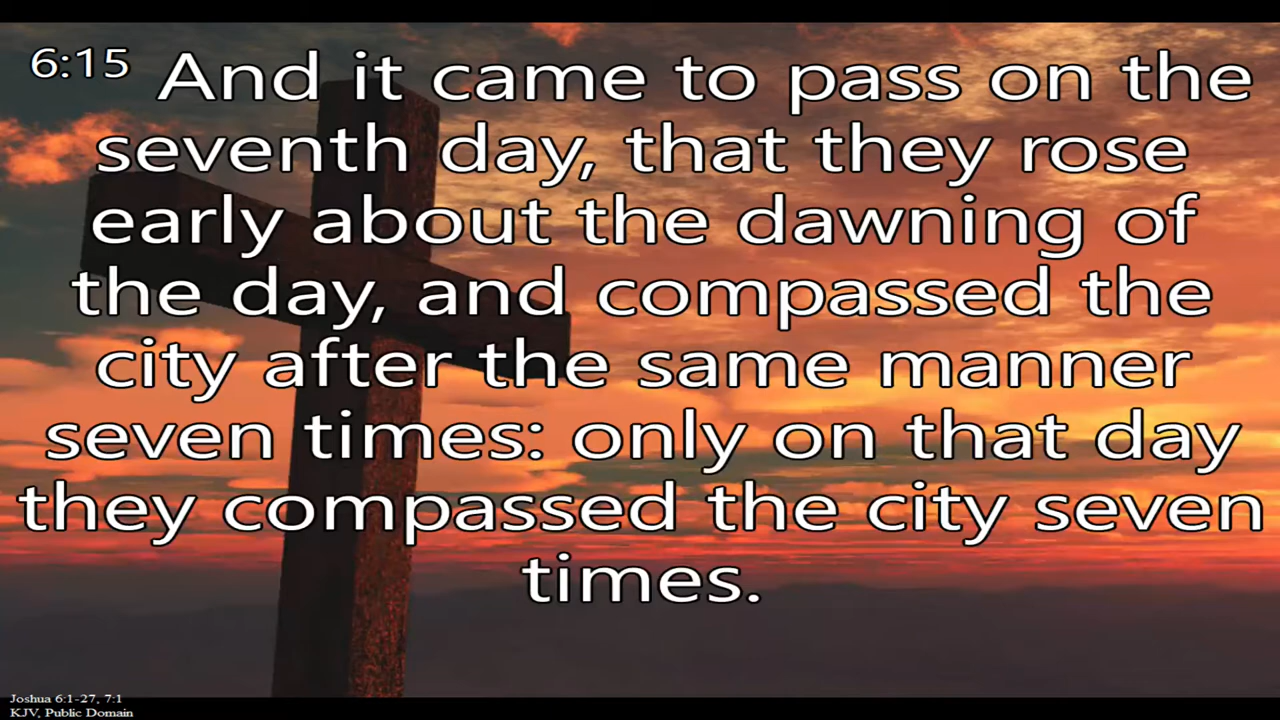 6:15 And it came to pass on the
seventh day, that they rose
early about the dawning of
the day, and compassed the
city after the same manner
seven times: only on that day
they compassed the city seven
times.
Joshua 6:1-27, 7:1
KJV, Public Domain